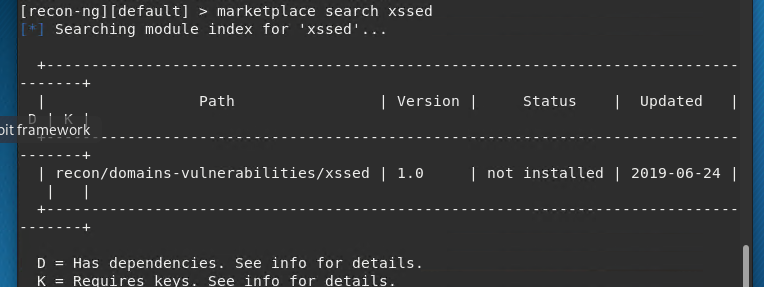 [recon-ng][default] > marketplace search xssed
[*] Searching module index for 'xssed'...
+-----------------------------------------------------------------------------
-------+
| Path | Version | Status | Updated |
D | K |
oit framework
+-----------------------------------------------------------------------------
-------+
| recon/domains-vulnerabilities/xssed | 1.0 | not installed | 2019-06-24 |
| |
+-----------------------------------------------------------------------------
-------+
D = Has dependencies. See info for details.
K = Requires keys. See info for details.